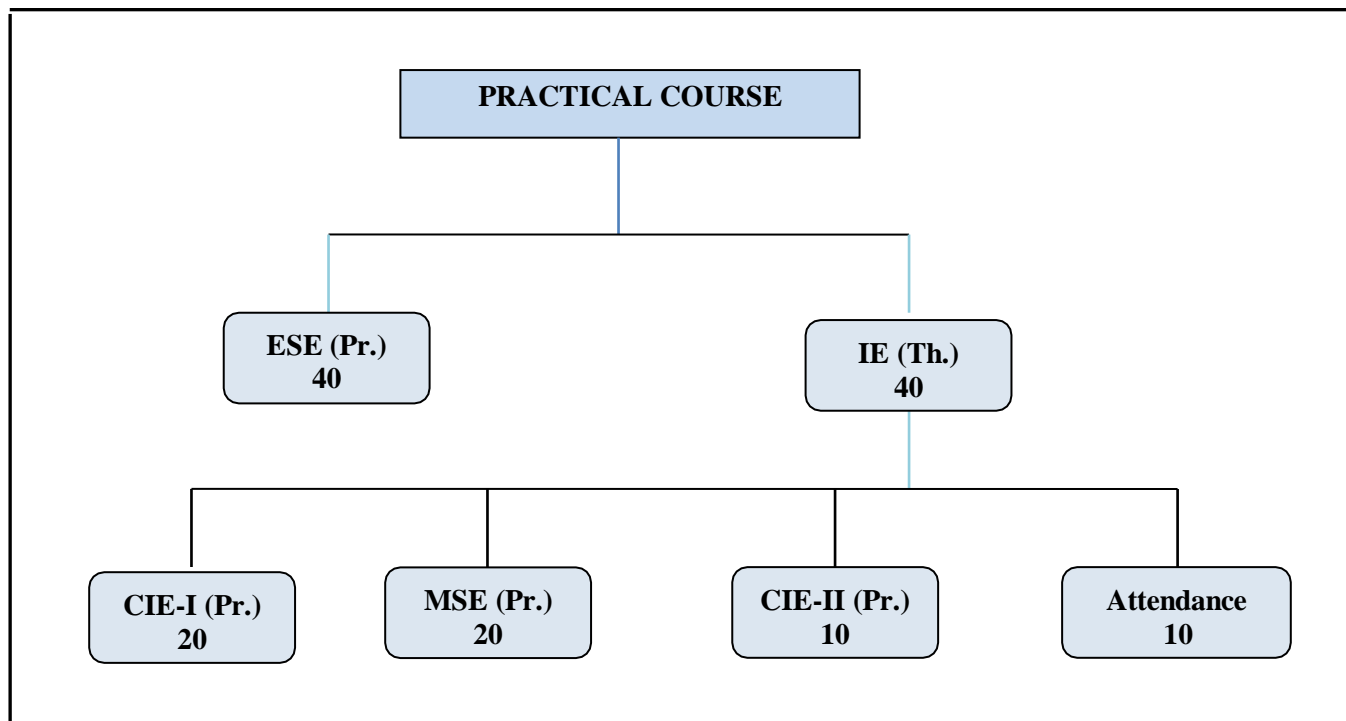 PRACTICAL COURSE
ESE (Pr.)
40
IE (Th.)
40
CIE-I (Pr.)
20
MSE (Pr.)
20
CIE-II (Pr.)
10
Attendance
10